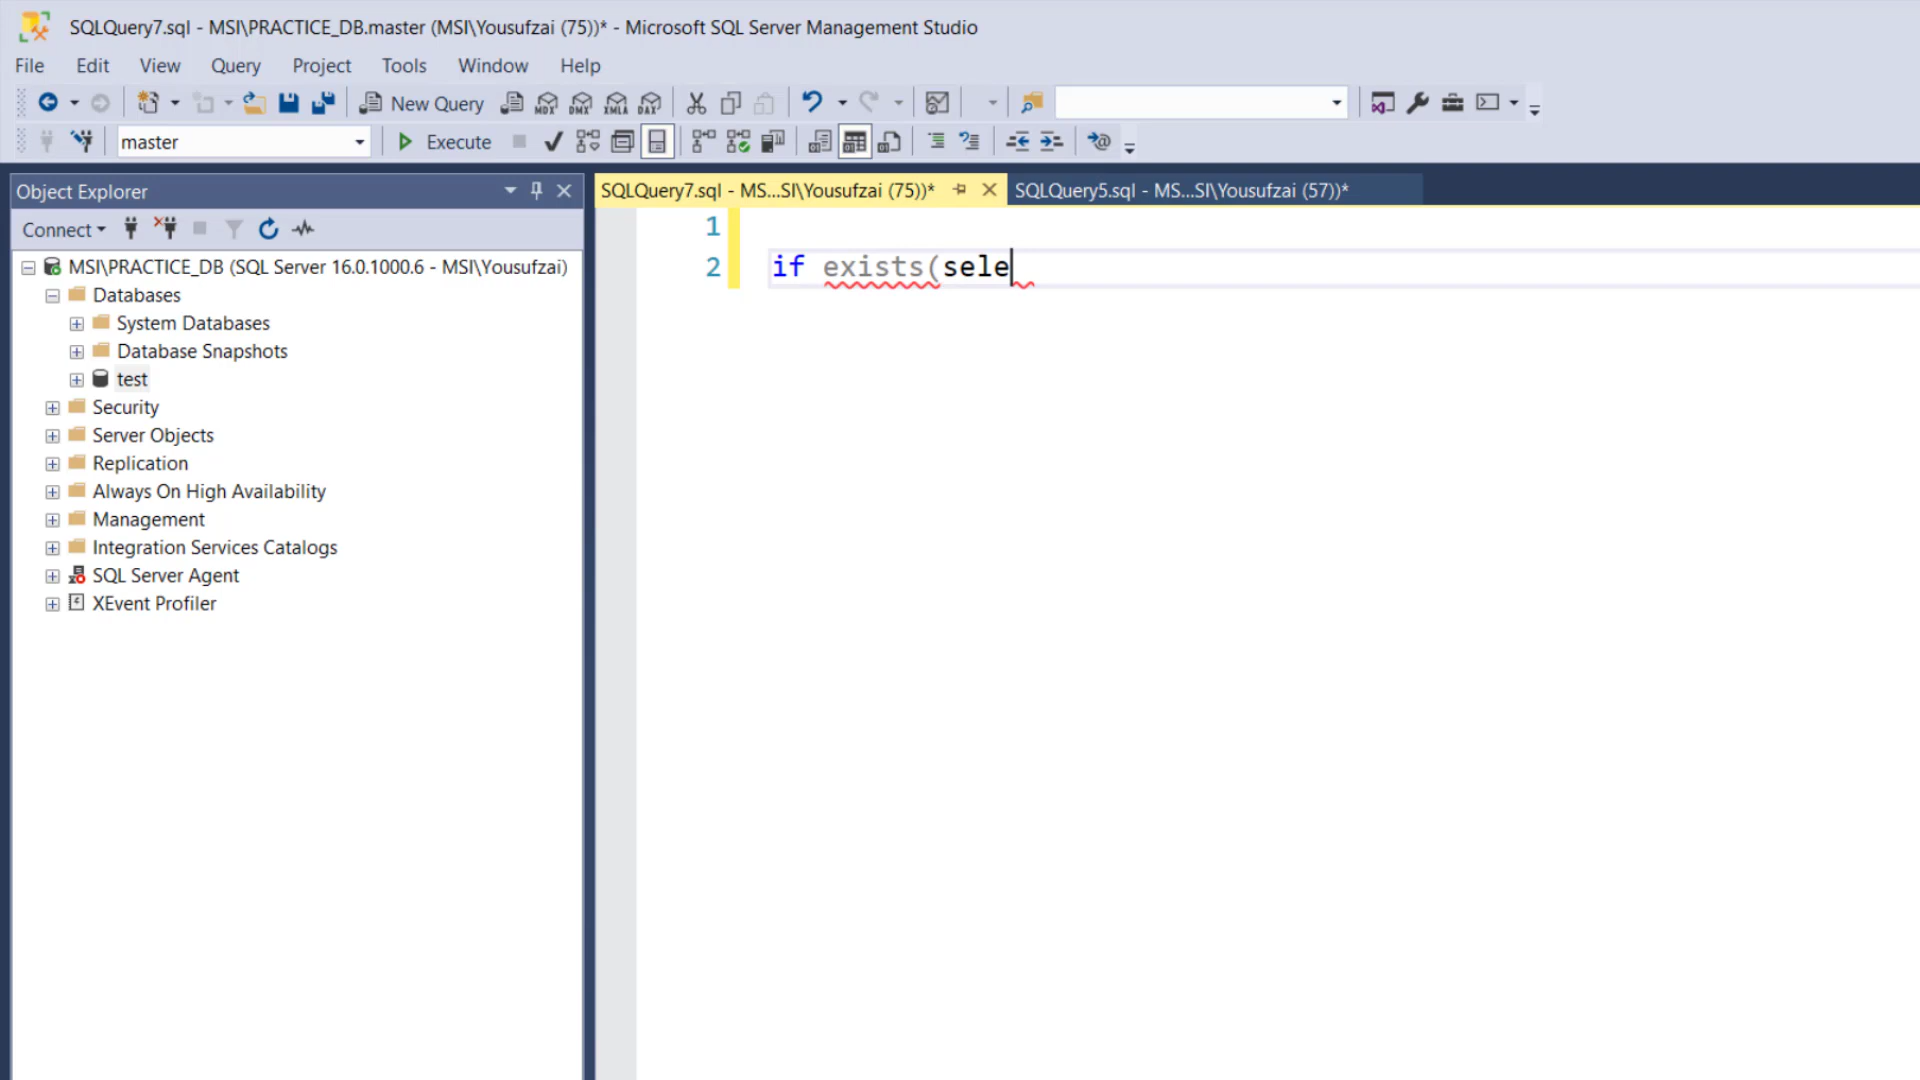 SQLQuery7.sql - MSI\PRACTICE_DB.master (MSI\Yousufzai (75))* - Microsoft SQL Server Management Studio
File Edit View Query Project Tools Window Help
New Query MDX DMX XMLA DAX
master Execute
Object Explorer
SQLQuery7.sql - MS...SI\Yousufzai (75))* SQLQuery5.sql - MS...SI\Yousufzai (57))*
Connect
1
2 if exists(sele
MSI\PRACTICE_DB (SQL Server 16.0.1000.6 - MSI\Yousufzai)
Databases
System Databases
Database Snapshots
test
Security
Server Objects
Replication
Always On High Availability
Management
Integration Services Catalogs
SQL Server Agent
XEvent Profiler